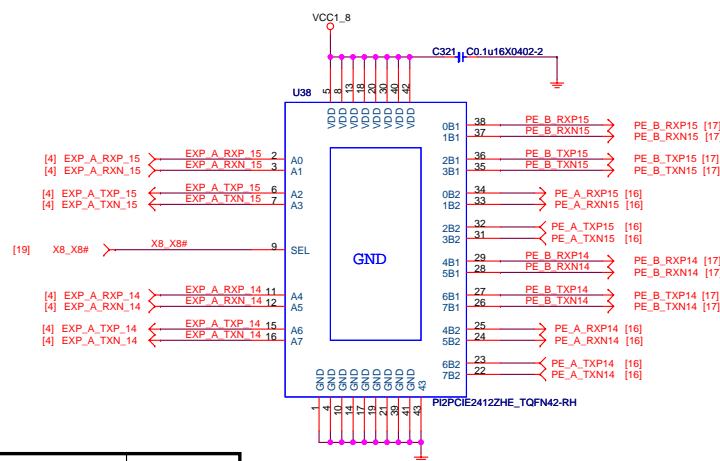 VCC1_8
C321 C0.1u16X0402-2
U38
5 8 13 18 20 30 40 42
VDD VDD VDD VDD VDD VDD VDD VDD
[4] EXP_A_RXP_15 EXP_A_RXP_15 2 A0
[4] EXP_A_RXN_15 EXP_A_RXN_15 3 A1
[4] EXP_A_TXP_15 EXP_A_TXP_15 6 A2
[4] EXP_A_TXN_15 EXP_A_TXN_15 7 A3
[19] X8_X8# X8_X8# 9 SEL
[4] EXP_A_RXP_14 EXP_A_RXP_14 11 A4
[4] EXP_A_RXN_14 EXP_A_RXN_14 12 A5
[4] EXP_A_TXP_14 EXP_A_TXP_14 15 A6
[4] EXP_A_TXN_14 EXP_A_TXN_14 16 A7
GND
0B1 38 PE_B_RXP15 PE_B_RXP15 [17]
1B1 37 PE_B_RXN15 PE_B_RXN15 [17]
2B1 36 PE_B_TXP15 PE_B_TXP15 [17]
3B1 35 PE_B_TXN15 PE_B_TXN15 [17]
0B2 34 PE_A_RXP15 [16]
1B2 33 PE_A_RXN15 [16]
2B2 32 PE_A_TXP15 [16]
3B2 31 PE_A_TXN15 [16]
4B1 29 PE_B_RXP14 PE_B_RXP14 [17]
5B1 28 PE_B_RXN14 PE_B_RXN14 [17]
6B1 27 PE_B_TXP14 PE_B_TXP14 [17]
7B1 26 PE_B_TXN14 PE_B_TXN14 [17]
4B2 25 PE_A_RXP14 [16]
5B2 24 PE_A_RXN14 [16]
6B2 23 PE_A_TXP14 [16]
7B2 22 PE_A_TXN14 [16]
GND GND GND GND GND GND GND GND GND 43
1 4 10 14 17 19 21 39 41 43
PI2PCIE2412ZHE_TQFN42-RH